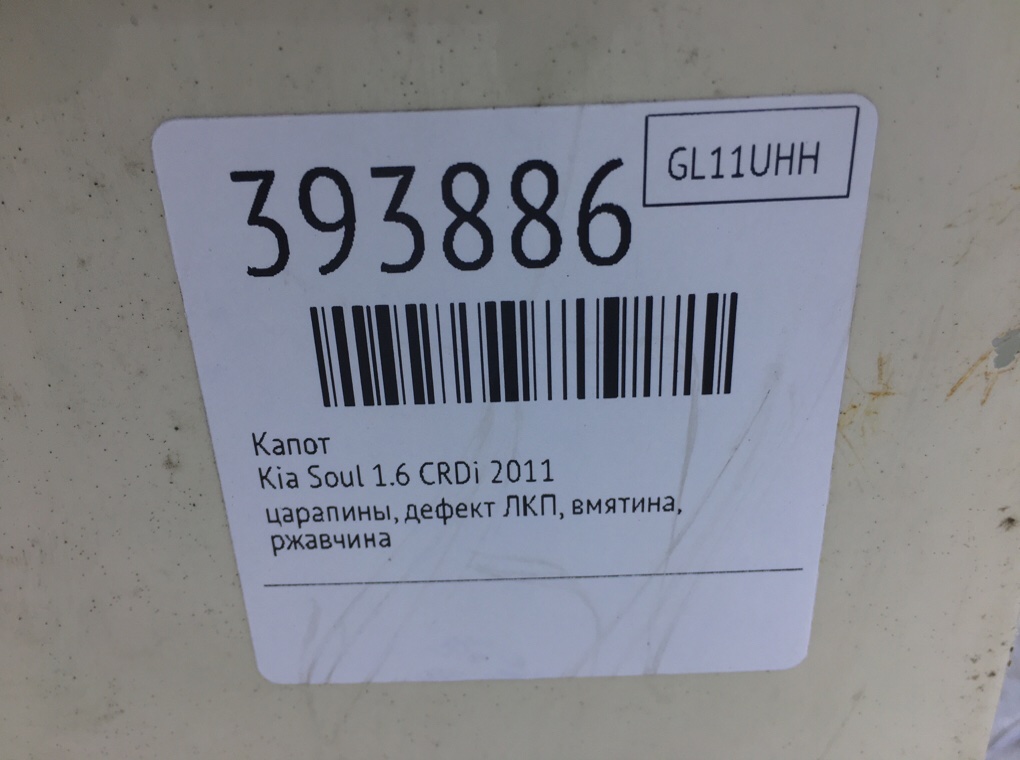 GL11UHH
393886
Капот
Kia Soul 1.6 CRDi 2011
царапины, дефект ЛКП, вмятина,
ржавчина